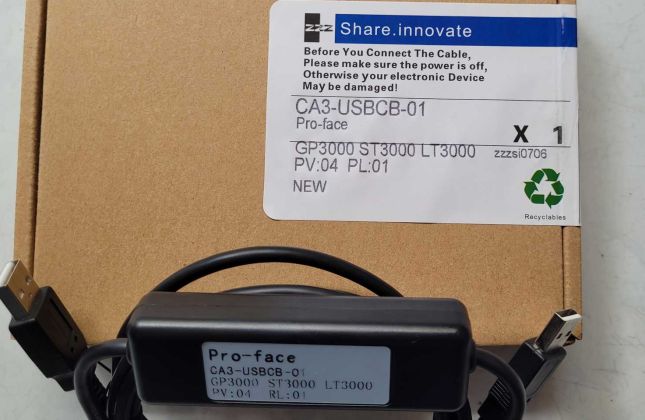 ZZZ Share.innovate
Before You Connect The Cable,
Please make sure the power is off,
Otherwise your electronic Device
May be damaged!
CA3-USBCB-01
Pro-face
X 1
GP3000 ST3000 LT3000 zzzsi0706
PV:04 PL:01
NEW
Recyclables
Pro-face
CA3-USBCB-01
GP3000 ST3000 LT3000
PV:04 RL:01